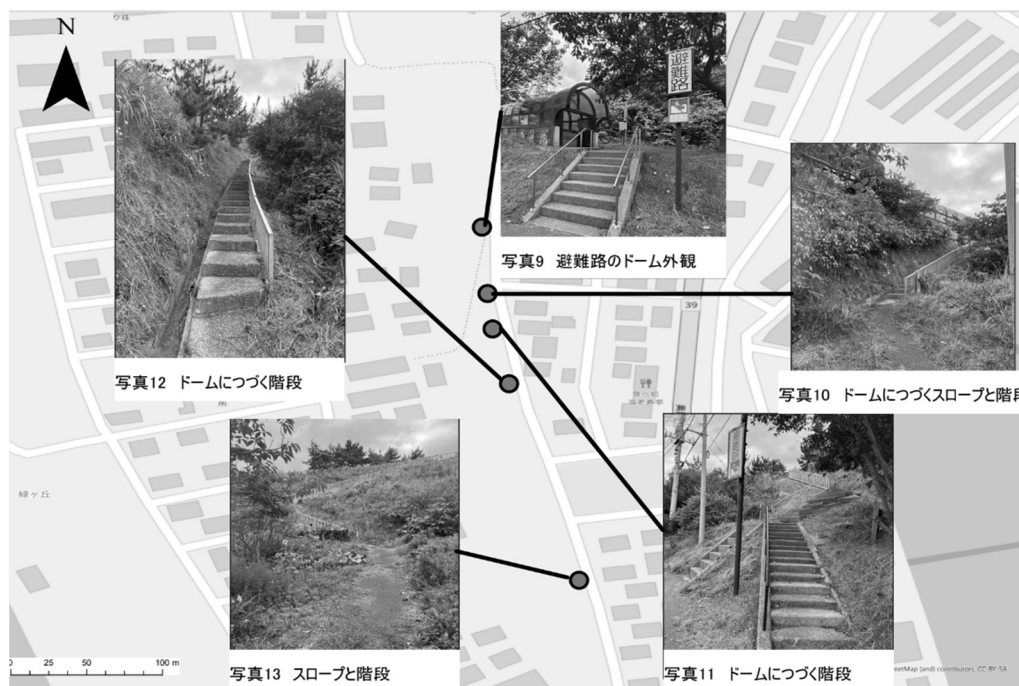 N
避難路
写真9 避難路のドーム外観
39
写真12 ドームにつづく階段
写真10 ドームにつづくスロープと階段
緑ヶ丘
写真13 スロープと階段
写真11 ドームにつづく階段
0 25 50 100 m
eetMap (and) contributors, CC-BY-SA